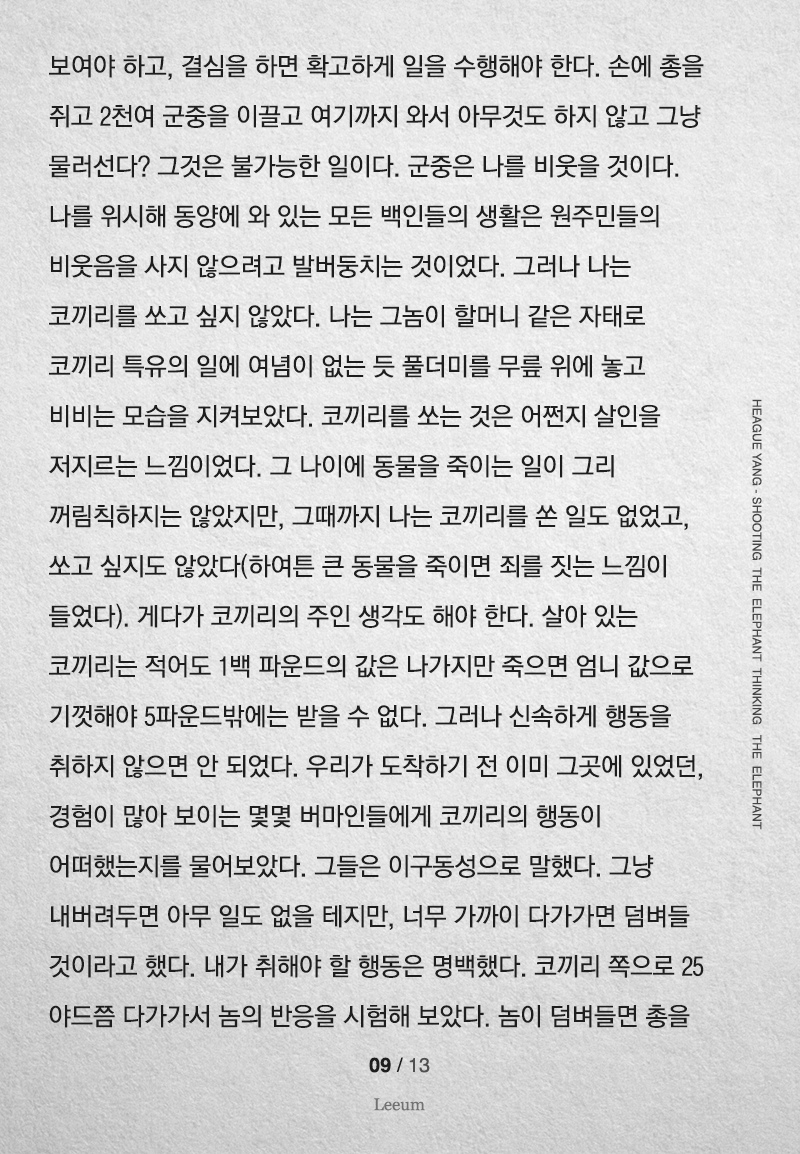 보여야 하고, 결심을 하면 확고하게 일을 수행해야 한다. 손에 총을
쥐고 2천여 군중을 이끌고 여기까지 와서 아무것도 하지 않고 그냥
물러선다? 그것은 불가능한 일이다. 군중은 나를 비웃을 것이다.
나를 위시해 동양에 와 있는 모든 백인들의 생활은 원주민들의
비웃음을 사지 않으려고 발버둥치는 것이었다. 그러나 나는
코끼리를 쏘고 싶지 않았다. 나는 그놈이 할머니 같은 자태로
코끼리 특유의 일에 여념이 없는 듯 풀더미를 무릎 위에 놓고
비비는 모습을 지켜보았다. 코끼리를 쏘는 것은 어쩐지 살인을
저지르는 느낌이었다. 그 나이에 동물을 죽이는 일이 그리
꺼림칙하지는 않았지만, 그때까지 나는 코끼리를 쏜 일도 없었고,
쏘고 싶지도 않았다(하여튼 큰 동물을 죽이면 죄를 짓는 느낌이
들었다). 게다가 코끼리의 주인 생각도 해야 한다. 살아 있는
코끼리는 적어도 1백 파운드의 값은 나가지만 죽으면 엄니 값으로
기껏해야 5파운드밖에는 받을 수 없다. 그러나 신속하게 행동을
취하지 않으면 안 되었다. 우리가 도착하기 전 이미 그곳에 있었던,
경험이 많아 보이는 몇몇 버마인들에게 코끼리의 행동이
어떠했는지를 물어보았다. 그들은 이구동성으로 말했다. 그냥
내버려두면 아무 일도 없을 테지만, 너무 가까이 다가가면 덤벼들
것이라고 했다. 내가 취해야 할 행동은 명백했다. 코끼리 쪽으로 25
야드쯤 다가가서 놈의 반응을 시험해 보았다. 놈이 덤벼들면 총을
HEAGUE YANG - SHOOTING THE ELEPHANT THINKING THE ELEPHANT
09 / 13
Leeum